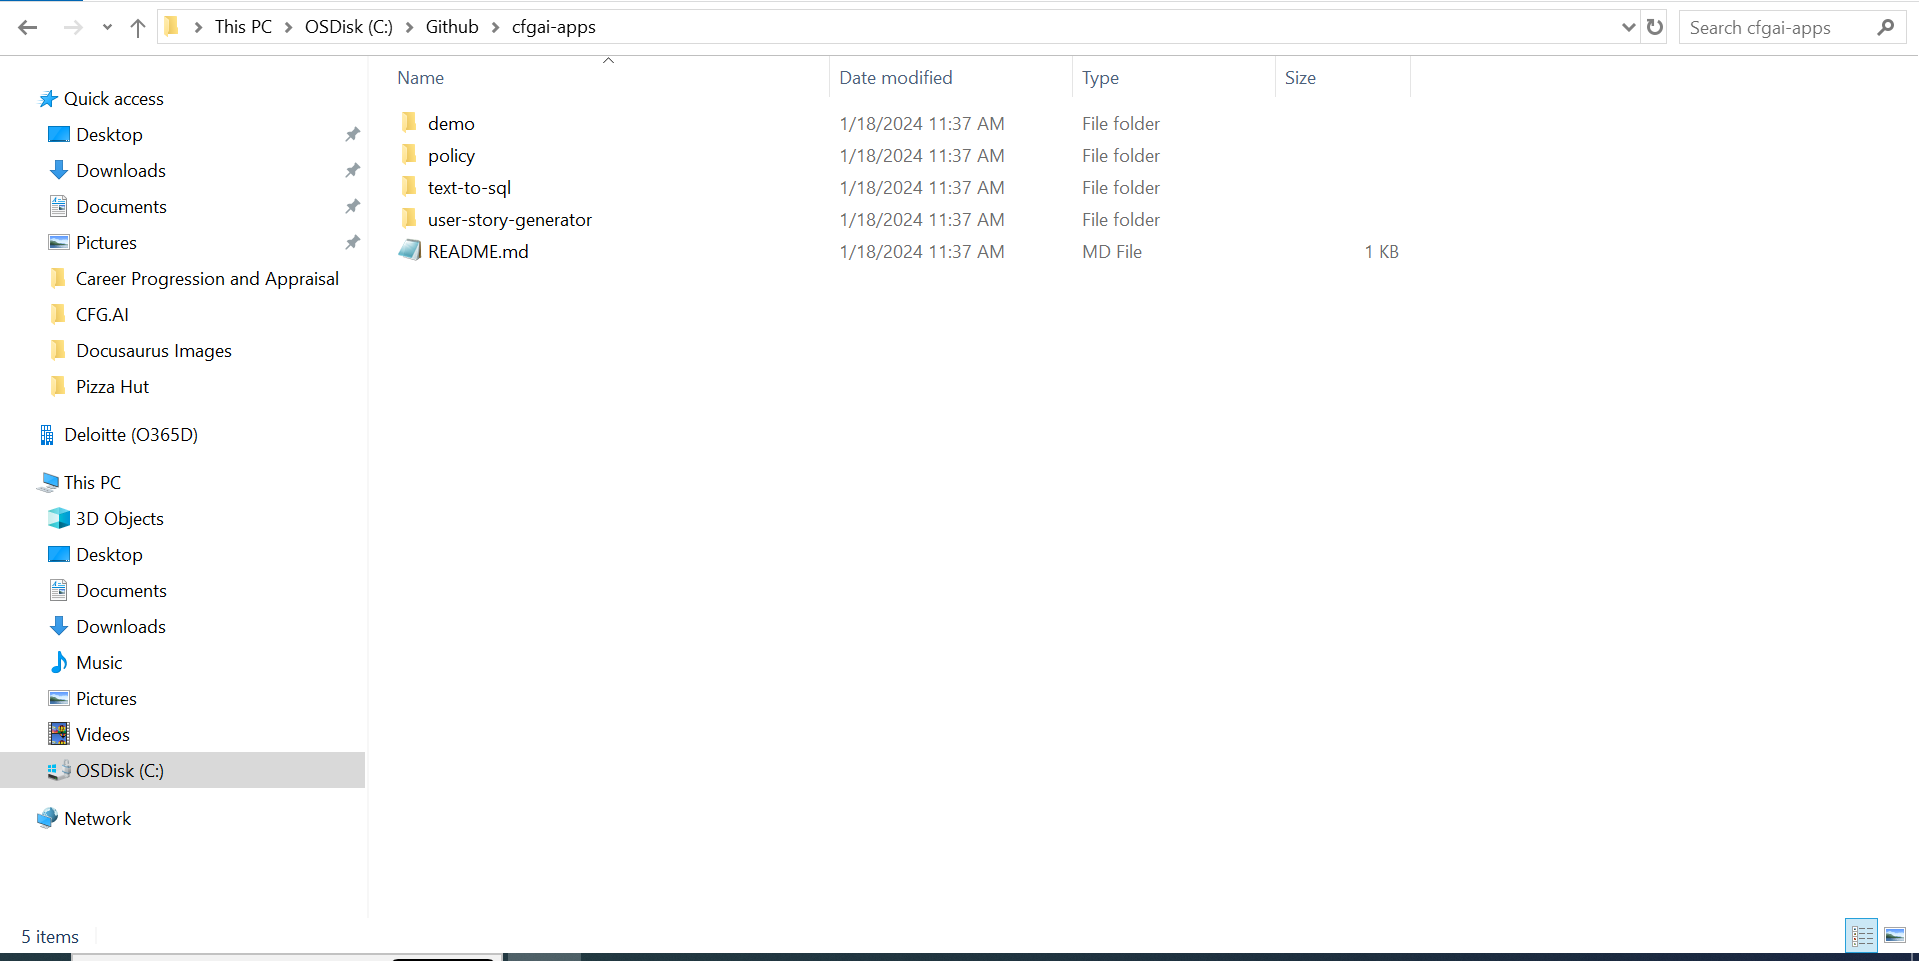 This PC > OSDisk (C:) > Github > cfgai-apps
Search cfgai-apps
Name Date modified Type Size
Quick access
Desktop
Downloads
Documents
Pictures
Career Progression and Appraisal
CFG.AI
Docusaurus Images
Pizza Hut
Deloitte (O365D)
This PC
3D Objects
Desktop
Documents
Downloads
Music
Pictures
Videos
OSDisk (C:)
Network
demo 1/18/2024 11:37 AM File folder
policy 1/18/2024 11:37 AM File folder
text-to-sql 1/18/2024 11:37 AM File folder
user-story-generator 1/18/2024 11:37 AM File folder
README.md 1/18/2024 11:37 AM MD File 1 KB
5 items